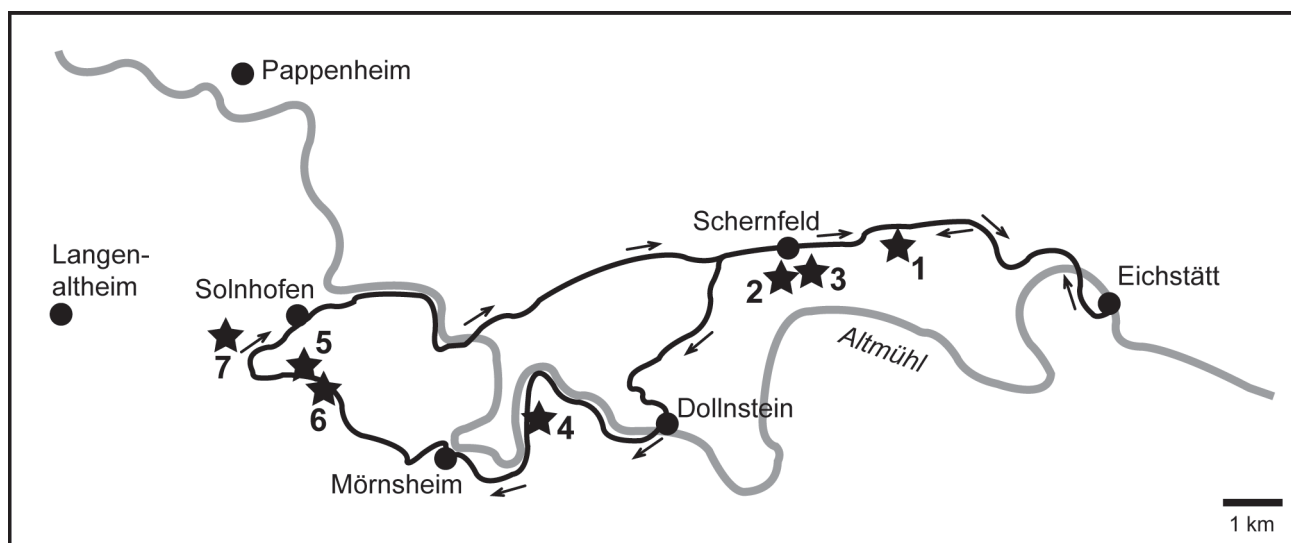 Pappenheim
Langen-
altheim
Solnhofen
Schernfeld
Eichstätt
Altmühl
Dollnstein
Mörnsheim
1
2
3
4
5
6
7
1 km